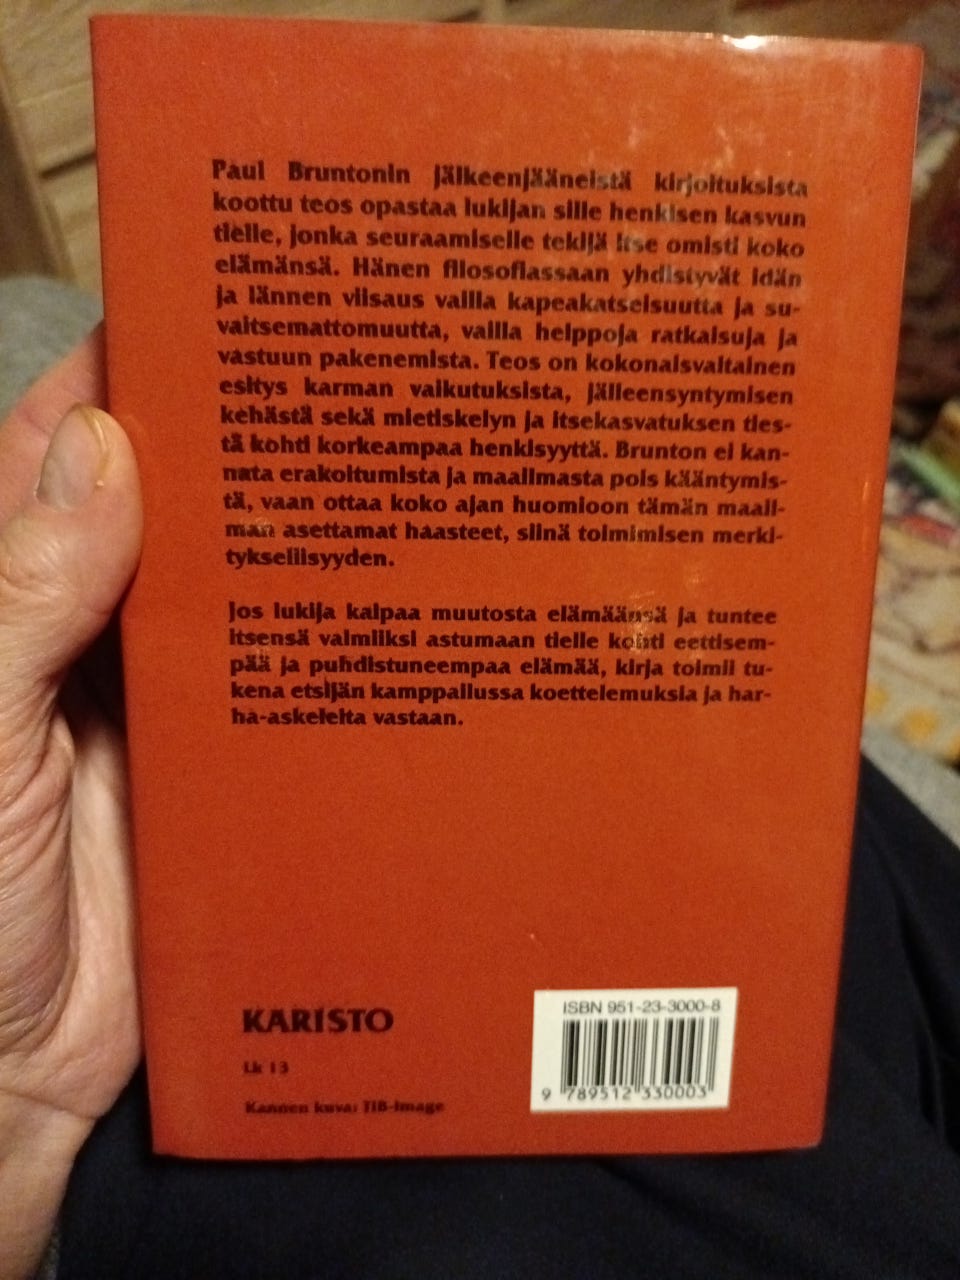 Paul Bruntonin jälkeenjääneistä kirjoituksista
koottu teos opastaa lukijan sille henkisen kasvun
tielle, jonka seuraamiselle tekijä itse omisti koko
elämänsä. Hänen filosofiassaan yhdistyvät idän
ja lännen viisaus vailla kapeakatseisuutta ja su-
vaitsemattomuutta, vailla helppoja ratkaisuja ja
vastuun pakenemista. Teos on kokonaisvaltainen
esitys karman vaikutuksista, jälleensyntymisen
kehästä sekä mietiskelyn ja itsekasvatuksen ties-
tä kohti korkeampaa henkisyyttä. Brunton ei kan-
nata erakoitumista ja maailmasta pois kääntymis-
tä, vaan ottaa koko ajan huomioon tämän maail-
man asettamat haasteet, siinä toimimisen merki-
tyksellisyyden.
Jos lukija kaipaa muutosta elämäänsä ja tuntee
itsensä valmiiksi astumaan tielle kohti eettisem-
pää ja puhdistuneempaa elämää, kirja toimii tu-
kena etsijän kamppailussa koettelemuksia ja har-
ha-askeleita vastaan.
KARISTO
Lk 13
Kannen kuva: TIB-Image
ISBN 951-23-3000-8
9 789512 330003